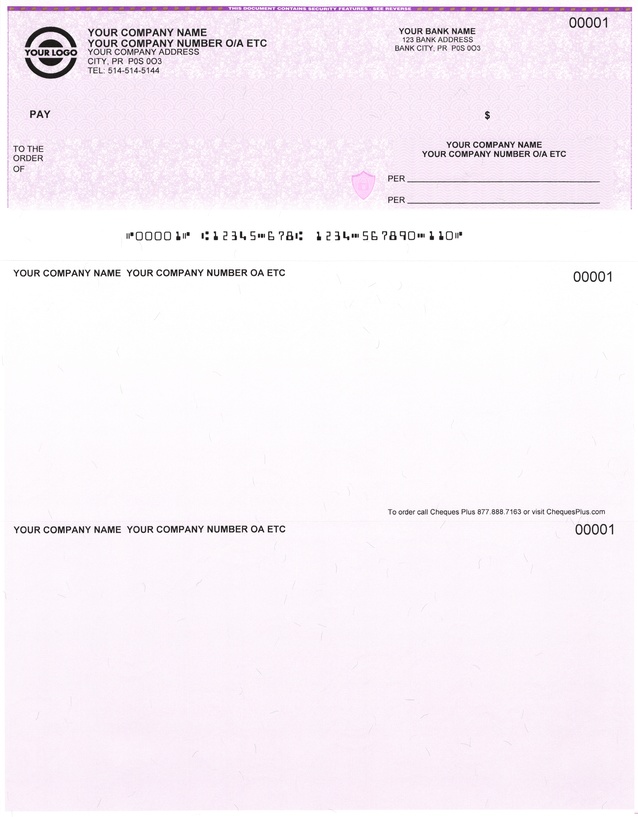 THIS DOCUMENT CONTAINS SECURITY FEATURES - SEE REVERSE
00001
YOUR LOGO
YOUR COMPANY NAME
YOUR COMPANY NUMBER O/A ETC
YOUR COMPANY ADDRESS
CITY, PR P0S 0O3
TEL: 514-514-5144
YOUR BANK NAME
123 BANK ADDRESS
BANK CITY, PR P0S 0O3
PAY
$
TO THE
ORDER
OF
YOUR COMPANY NAME
YOUR COMPANY NUMBER O/A ETC
PER
PER
⑈00001⑈ ⑆12345⑉678⑆ 1234⑉567890⑉110⑈
YOUR COMPANY NAME YOUR COMPANY NUMBER OA ETC
00001
To order call Cheques Plus 877.888.7163 or visit ChequesPlus.com
YOUR COMPANY NAME YOUR COMPANY NUMBER OA ETC
00001